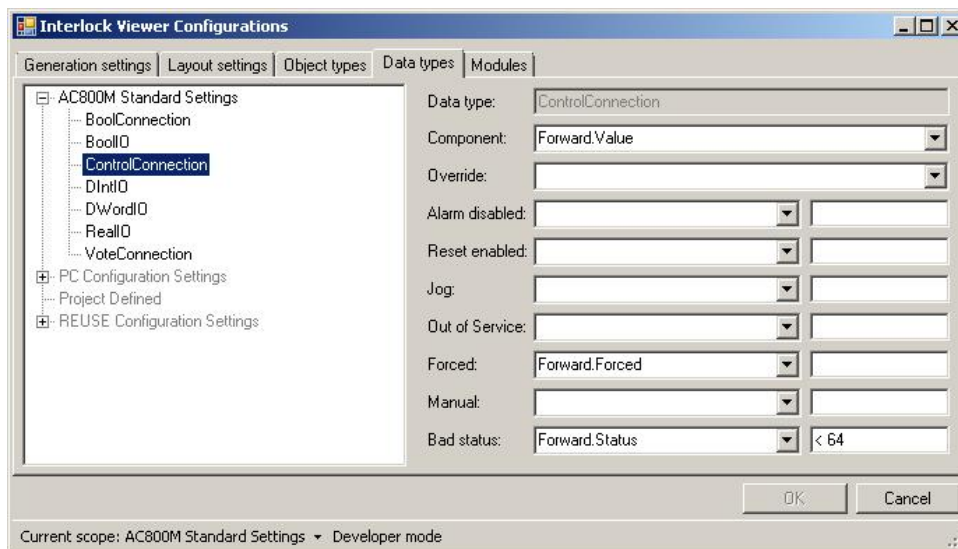 Interlock Viewer Configurations
Generation settings Layout settings Object types Data types Modules
AC800M Standard Settings
BoolConnection
BoolIO
ControlConnection
DIntIO
DWordIO
RealIO
VoteConnection
PC Configuration Settings
Project Defined
REUSE Configuration Settings
Data type: ControlConnection
Component: Forward.Value
Override:
Alarm disabled:
Reset enabled:
Jog:
Out of Service:
Forced: Forward.Forced
Manual:
Bad status: Forward.Status < 64
OK Cancel
Current scope: AC800M Standard Settings Developer mode